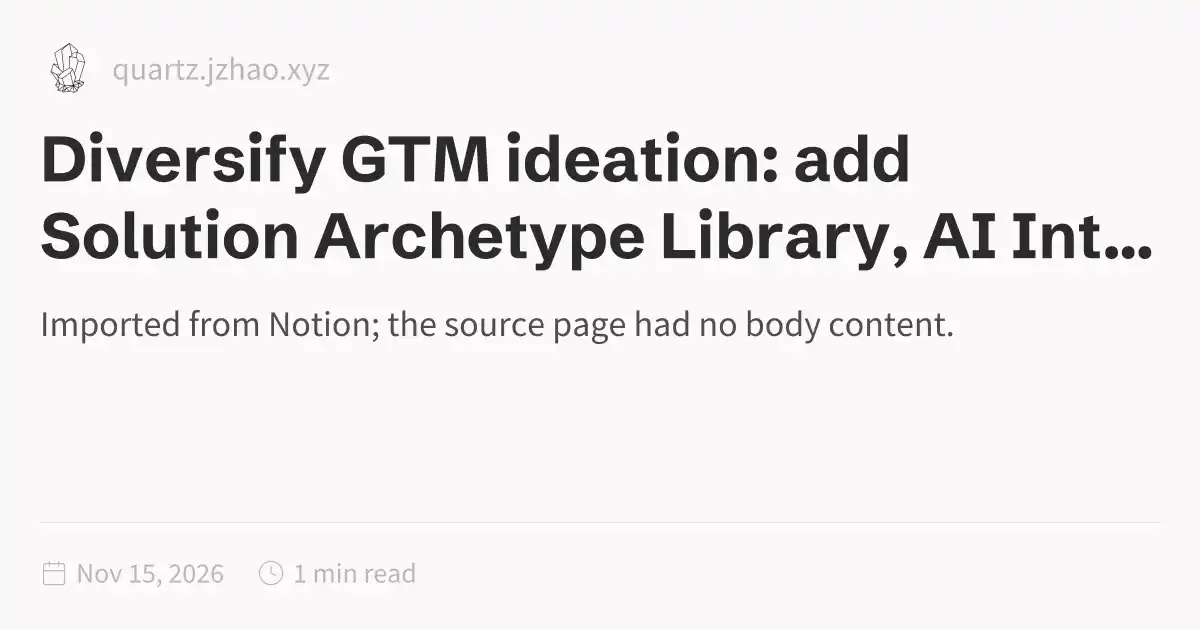 quartz.jzhao.xyz
Diversify GTM ideation: add
Solution Archetype Library, AI Int...
Imported from Notion; the source page had no body content.
Nov 15, 2026
1 min read